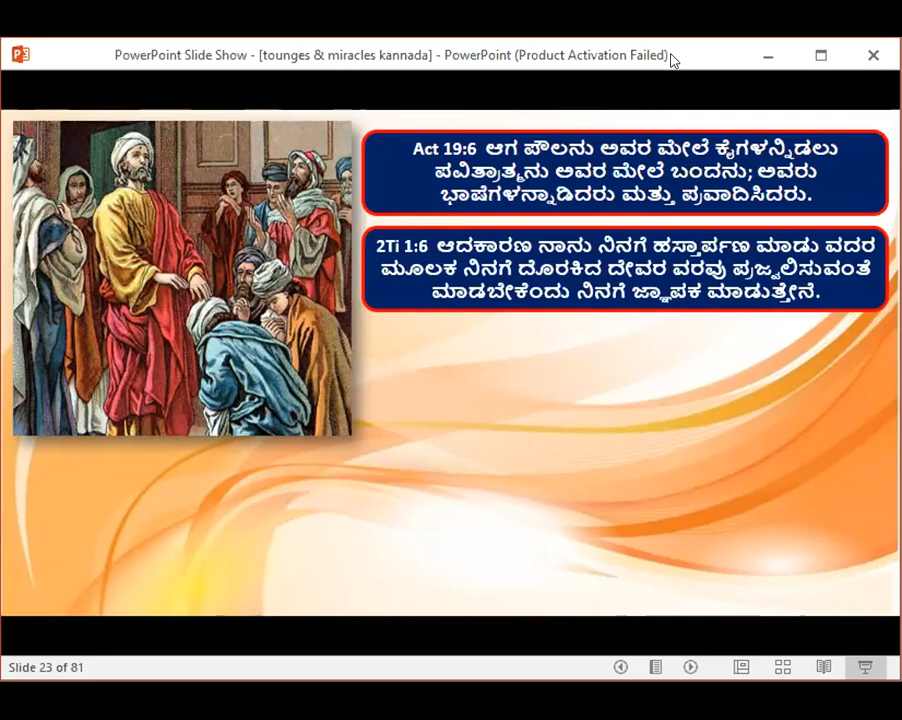 PowerPoint Slide Show - [tounges & miracles kannada] - PowerPoint (Product Activation Failed)
Act 19:6 ಆಗ ಪೌಲನು ಅವರ ಮೇಲೆ ಕೈಗಳನ್ನಿಡಲು
ಪವಿತ್ರಾತ್ಮನು ಅವರ ಮೇಲೆ ಬಂದನು; ಅವರು
ಭಾಷೆಗಳನ್ನಾಡಿದರು ಮತ್ತು ಪ್ರವಾದಿಸಿದರು.
2Ti 1:6 ಆದಕಾರಣ ನಾನು ನಿನಗೆ ಹಸ್ತಾರ್ಪಣ ಮಾಡು ವದರ
ಮೂಲಕ ನಿನಗೆ ದೊರಕಿದ ದೇವರ ವರವು ಪ್ರಜ್ವಲಿಸುವಂತೆ
ಮಾಡಬೇಕೆಂದು ನಿನಗೆ ಜ್ಞಾಪಕ ಮಾಡುತ್ತೇನೆ.
Slide 23 of 81